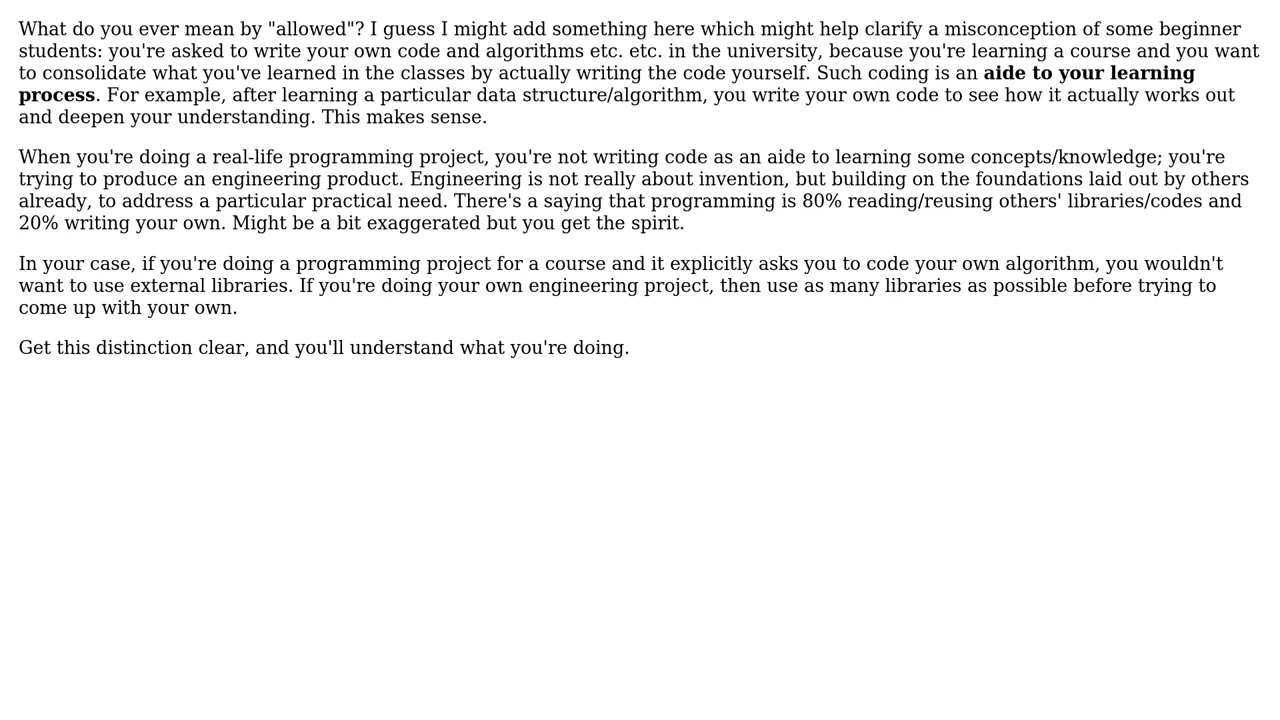 What do you ever mean by "allowed"? I guess I might add something here which might help clarify a misconception of some beginner
students: you're asked to write your own code and algorithms etc. etc. in the university, because you're learning a course and you want
to consolidate what you've learned in the classes by actually writing the code yourself. Such coding is an aide to your learning
process. For example, after learning a particular data structure/algorithm, you write your own code to see how it actually works out
and deepen your understanding. This makes sense.
When you're doing a real-life programming project, you're not writing code as an aide to learning some concepts/knowledge; you're
trying to produce an engineering product. Engineering is not really about invention, but building on the foundations laid out by others
already, to address a particular practical need. There's a saying that programming is 80% reading/reusing others' libraries/codes and
20% writing your own. Might be a bit exaggerated but you get the spirit.
In your case, if you're doing a programming project for a course and it explicitly asks you to code your own algorithm, you wouldn't
want to use external libraries. If you're doing your own engineering project, then use as many libraries as possible before trying to
come up with your own.
Get this distinction clear, and you'll understand what you're doing.